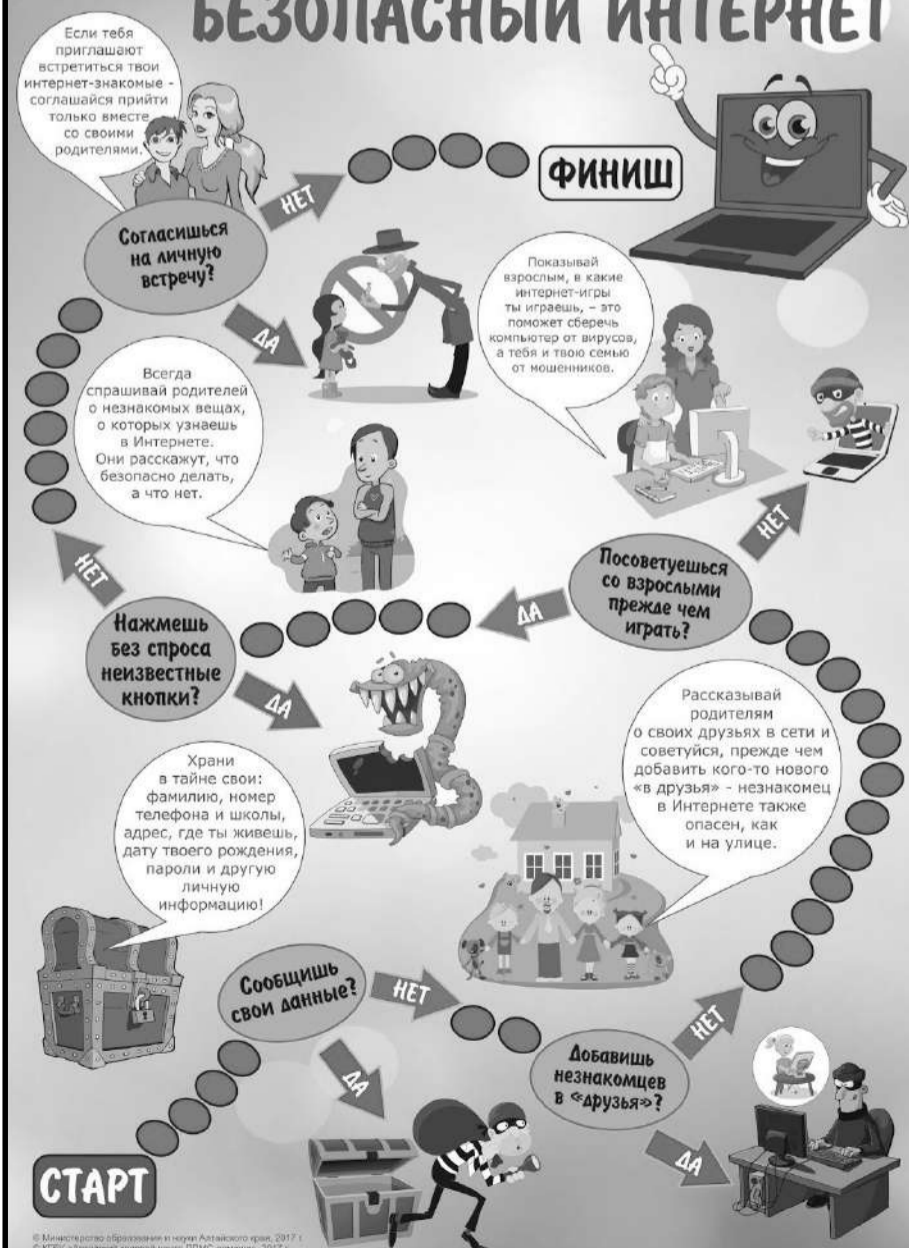 БЕЗОПАСНЫЙ ИНТЕРНЕТ
Если тебя
приглашают
встретиться твои
интернет-знакомые -
соглашайся прийти
только вместе
со своими
родителями.
ФИНИШ
НЕТ
Согласишься
на личную
встречу?
ДА
Показывай
взрослым, в какие
интернет-игры
ты играешь, – это
поможет сберечь
компьютер от вирусов,
а тебя и твою семью
от мошенников.
Всегда
спрашивай родителей
о незнакомых вещах,
о которых узнаешь
в Интернете.
Они расскажут, что
безопасно делать,
а что нет.
НЕТ
Посоветуешься
со взрослыми
прежде чем
играть?
ДА
НЕТ
Нажмешь
без спроса
неизвестные
кнопки?
ДА
Рассказывай
родителям
о своих друзьях в сети и
советуйся, прежде чем
добавить кого-то нового
«в друзья» - незнакомец
в Интернете также
опасен, как
и на улице.
Храни
в тайне свои:
фамилию, номер
телефона и школы,
адрес, где ты живешь,
дату твоего рождения,
пароли и другую
личную
информацию!
Сообщишь
свои данные?
НЕТ
ДА
НЕТ
Добавишь
незнакомцев
в «друзья»?
ДА
СТАРТ
© Министерство образования и науки Алтайского края, 2017 г.